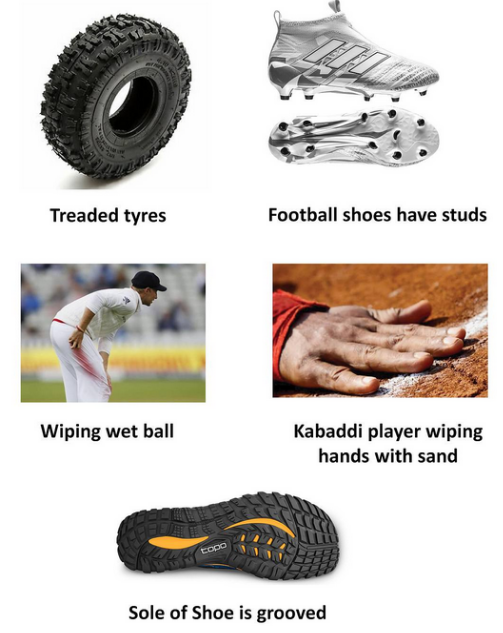 Treaded tyres
Football shoes have studs
Wiping wet ball
Kabaddi player wiping
hands with sand
topo
Sole of Shoe is grooved